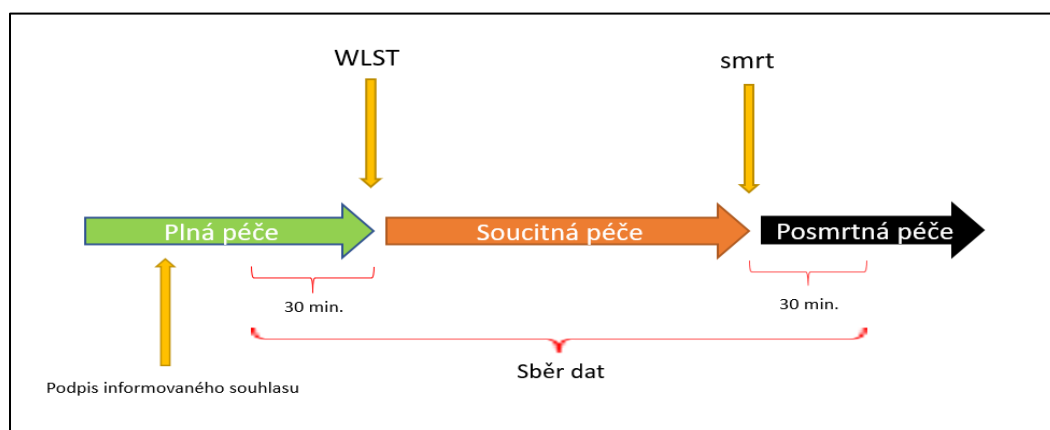 WLST
smrt
Plná péče
Soucitná péče
Posmrtná péče
30 min.
30 min.
Sběr dat
Podpis informovaného souhlasu